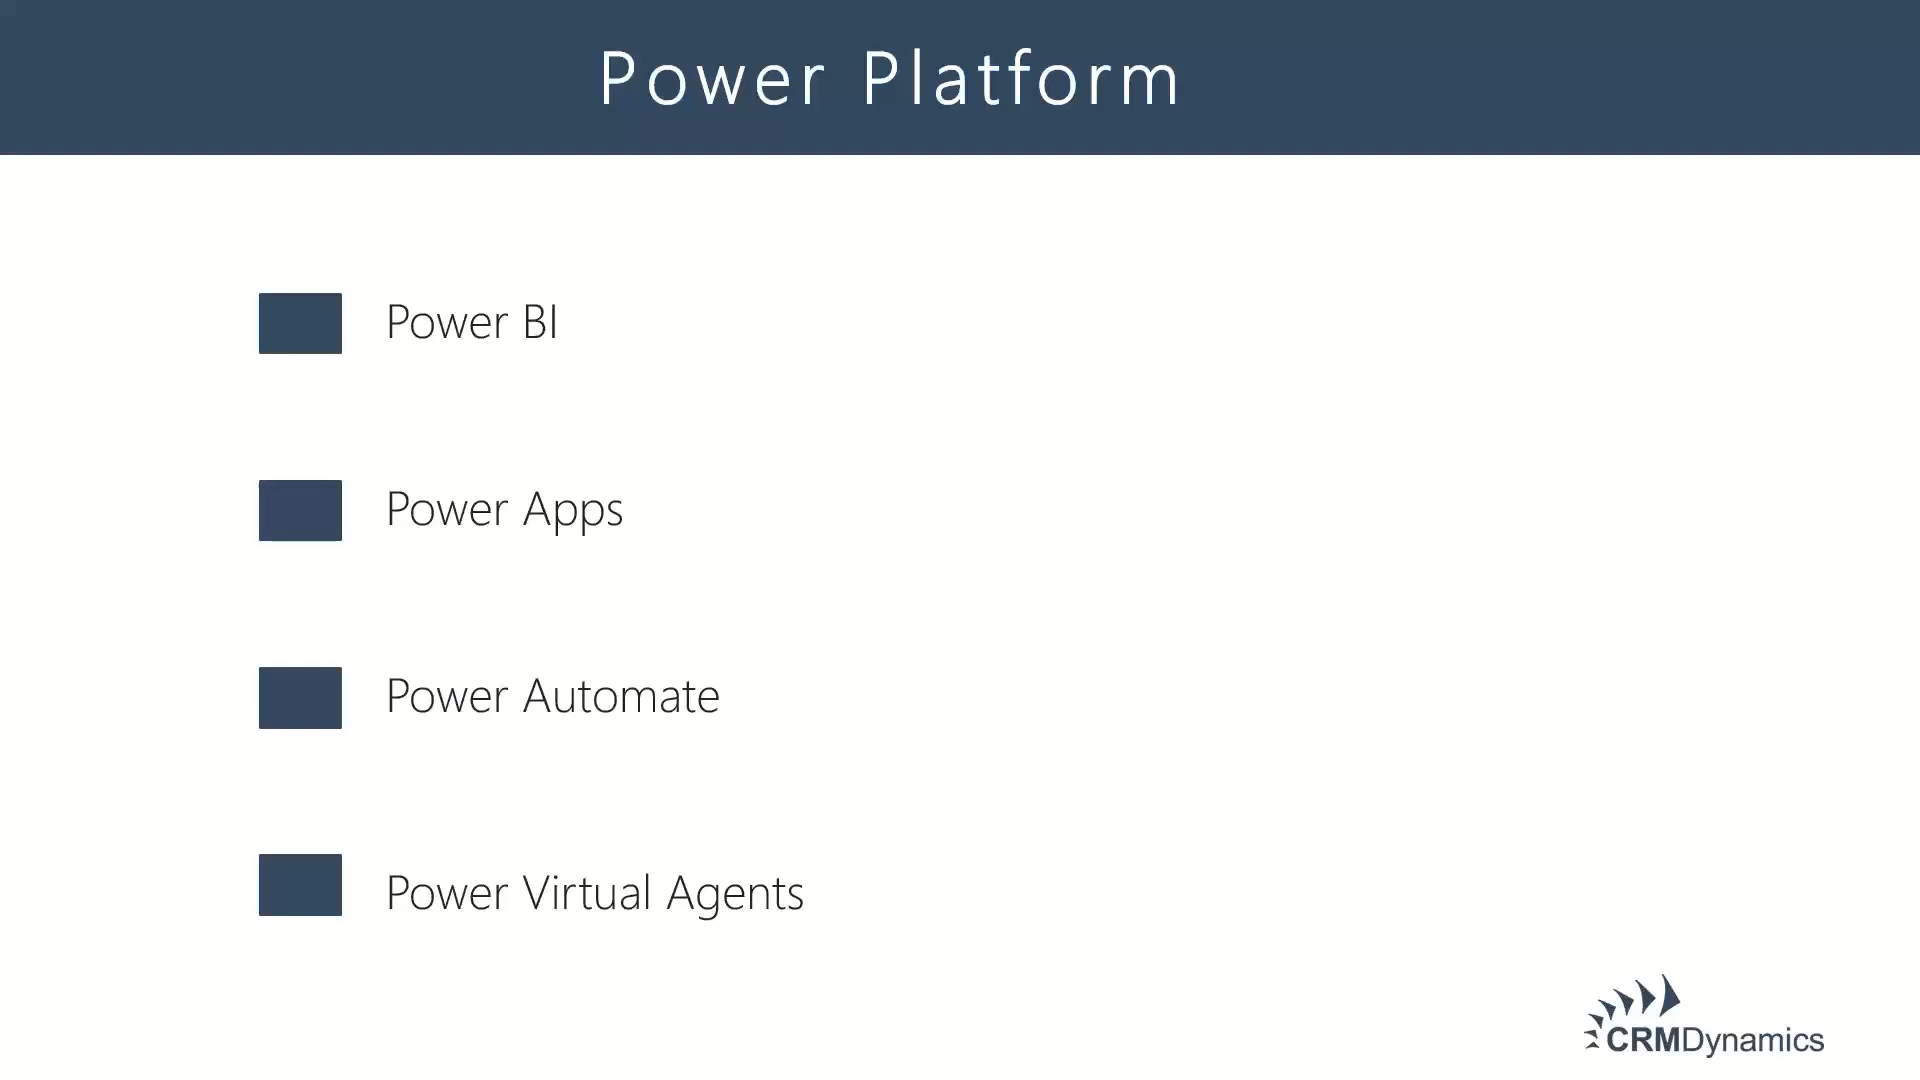 Power Platform
Power BI
Power Apps
Power Automate
Power Virtual Agents
CRMDynamics